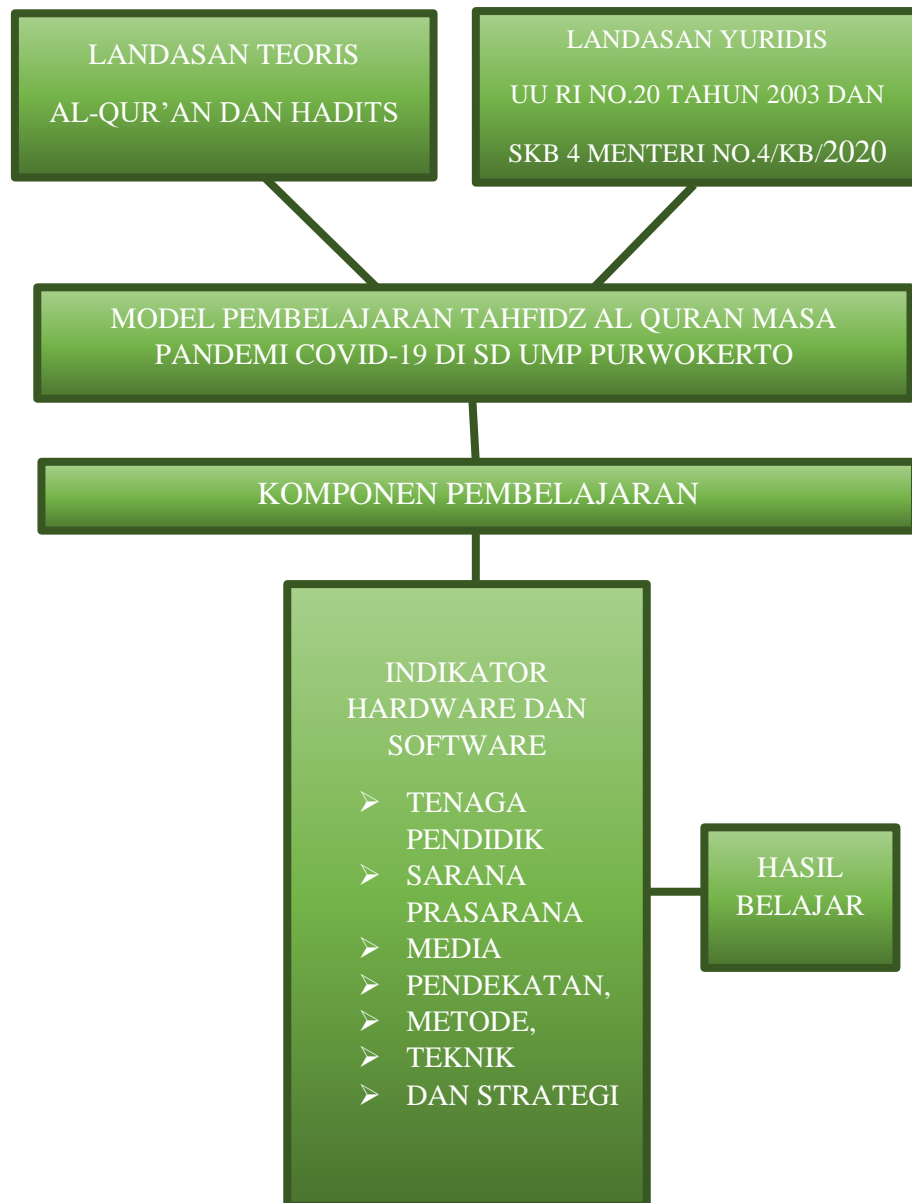 LANDASAN TEORIS
AL-QUR’AN DAN HADITS
LANDASAN YURIDIS
UU RI NO.20 TAHUN 2003 DAN
SKB 4 MENTERI NO.4/KB/2020
MODEL PEMBELAJARAN TAHFIDZ AL QURAN MASA
PANDEMI COVID-19 DI SD UMP PURWOKERTO
KOMPONEN PEMBELAJARAN
INDIKATOR
HARDWARE DAN
SOFTWARE
➢ TENAGA
PENDIDIK
➢ SARANA
PRASARANA
➢ MEDIA
➢ PENDEKATAN,
➢ METODE,
➢ TEKNIK
➢ DAN STRATEGI
HASIL
BELAJAR